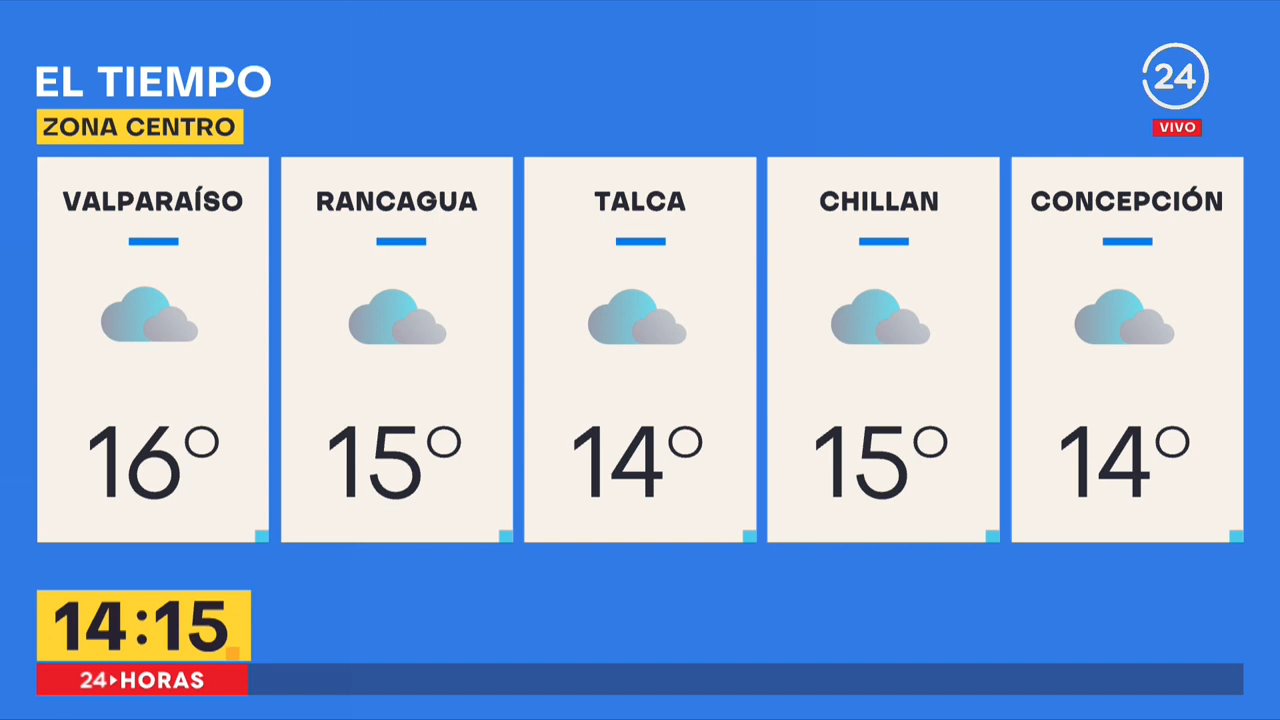 EL TIEMPO
ZONA CENTRO
24
VIVO
VALPARAÍSO
16°
RANCAGUA
15°
TALCA
14°
CHILLAN
15°
CONCEPCIÓN
14°
14:15
24 HORAS